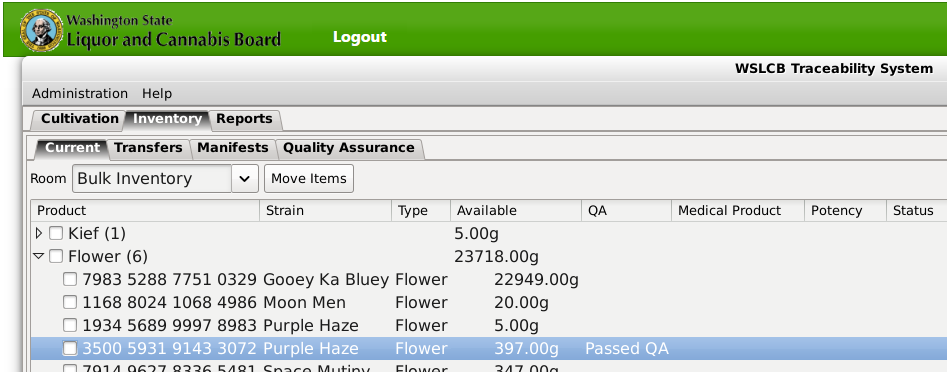 Washington State
Liquor and Cannabis Board
Logout
WSLCB Traceability System
Administration Help
Cultivation Inventory Reports
Current Transfers Manifests Quality Assurance
Room Bulk Inventory Move Items
Product Strain Type Available QA Medical Product Potency Status
Kief (1) 5.00g
Flower (6) 23718.00g
7983 5288 7751 0329 Gooey Ka Bluey Flower 22949.00g
1168 8024 1068 4986 Moon Men Flower 20.00g
1934 5689 9997 8983 Purple Haze Flower 5.00g
3500 5931 9143 3072 Purple Haze Flower 397.00g Passed QA
7914 9627 8336 5481 Space Mutiny Flower 347.00g